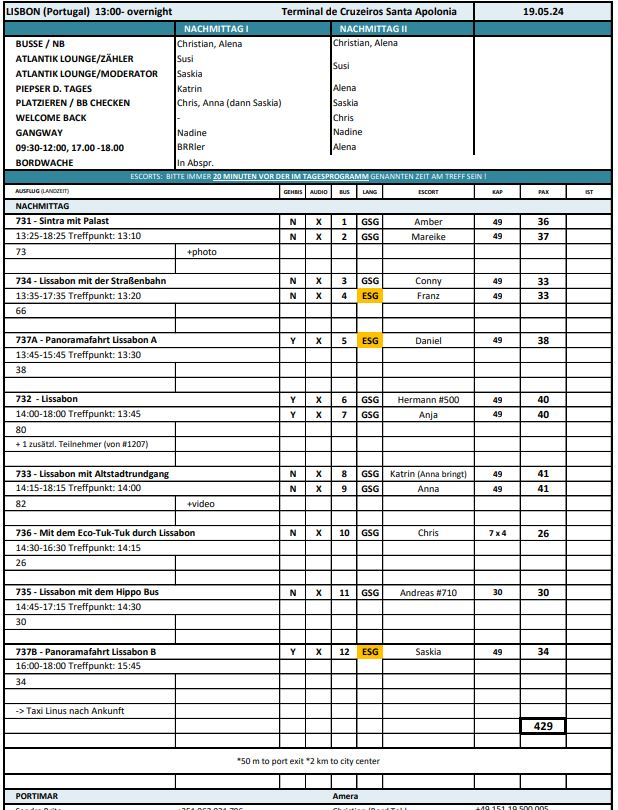 LISBON (Portugal) 13:00- overnight Terminal de Cruzeiros Santa Apolonia 19.05.24
NACHMITTAG I NACHMITTAG II
BUSSE / NB Christian, Alena Christian, Alena
ATLANTIK LOUNGE/ZÄHLER Susi Susi
ATLANTIK LOUNGE/MODERATOR Saskia
PIEPSER D. TAGES Katrin Alena
PLATZIEREN / BB CHECKEN Chris, Anna (dann Saskia) Saskia
WELCOME BACK - Chris
GANGWAY Nadine Nadine
09:30-12:00, 17.00 -18.00 BRRler Alena
BORDWACHE In Abspr.
ESCORTS: BITTE IMMER 20 MINUTEN VOR DER IM TAGESPROGRAMM GENANNTEN ZEIT AM TREFF SEIN !
AUSFLUG (LANDZEIT) GEHBIS AUDIO BUS LANG ESCORT KAP PAX IST
NACHMITTAG
731 - Sintra mit Palast N X 1 GSG Amber 49 36
13:25-18:25 Treffpunkt: 13:10 N X 2 GSG Mareike 49 37
73 +photo
734 - Lissabon mit der Straßenbahn N X 3 GSG Conny 49 33
13:35-17:35 Treffpunkt: 13:20 N X 4 ESG Franz 49 33
66
737A - Panoramafahrt Lissabon A Y X 5 ESG Daniel 49 38
13:45-15:45 Treffpunkt: 13:30
38
732 - Lissabon Y X 6 GSG Hermann #500 49 40
14:00-18:00 Treffpunkt: 13:45 Y X 7 GSG Anja 49 40
80
+ 1 zusätzl. Teilnehmer (von #1207)
733 - Lissabon mit Altstadtrundgang N X 8 GSG Katrin (Anna bringt) 49 41
14:15-18:15 Treffpunkt: 14:00 N X 9 GSG Anna 49 41
82 +video
736 - Mit dem Eco-Tuk-Tuk durch Lissabon N X 10 GSG Chris 7 x 4 26
14:30-16:30 Treffpunkt: 14:15
26
735 - Lissabon mit dem Hippo Bus N X 11 GSG Andreas #710 30 30
14:45-17:15 Treffpunkt: 14:30
30
737B - Panoramafahrt Lissabon B Y X 12 ESG Saskia 49 34
16:00-18:00 Treffpunkt: 15:45
34
-> Taxi Linus nach Ankunft
429
*50 m to port exit *2 km to city center
PORTIMAR Amera